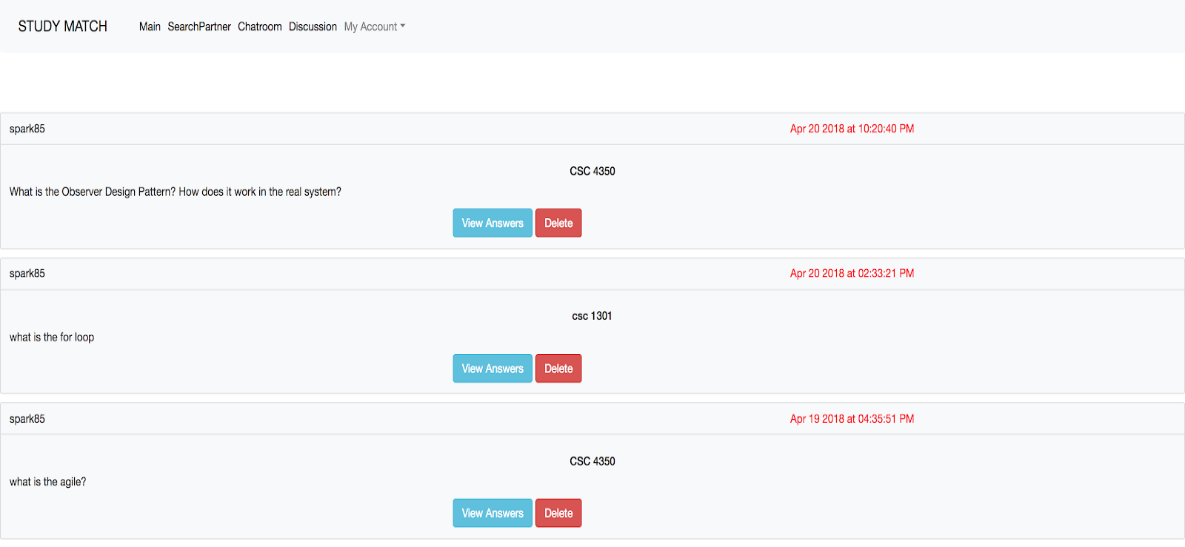 STUDY MATCH Main SearchPartner Chatroom Discussion My Account
spark85 Apr 20 2018 at 10:20:40 PM
CSC 4350
What is the Observer Design Pattern? How does it work in the real system?
View Answers Delete
spark85 Apr 20 2018 at 02:33:21 PM
csc 1301
what is the for loop
View Answers Delete
spark85 Apr 19 2018 at 04:35:51 PM
CSC 4350
what is the agile?
View Answers Delete